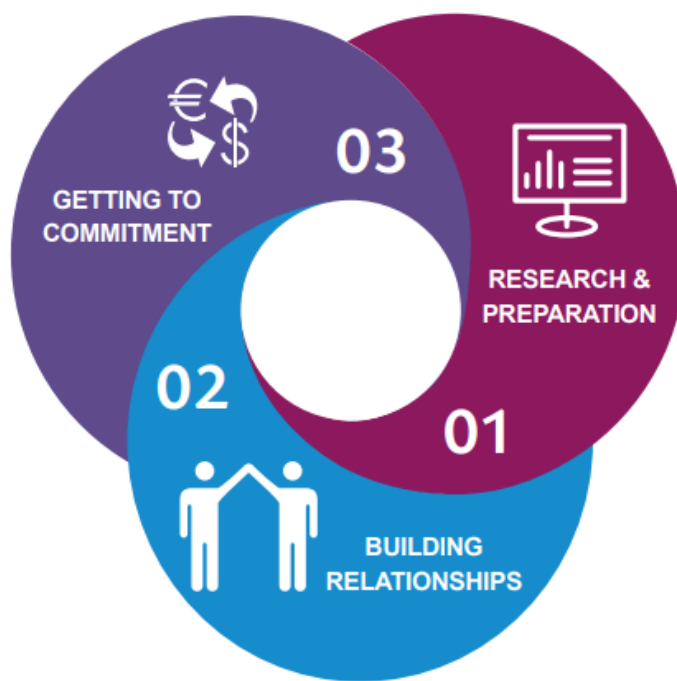 01
RESEARCH &
PREPARATION
02
BUILDING
RELATIONSHIPS
03
GETTING TO
COMMITMENT
€
$